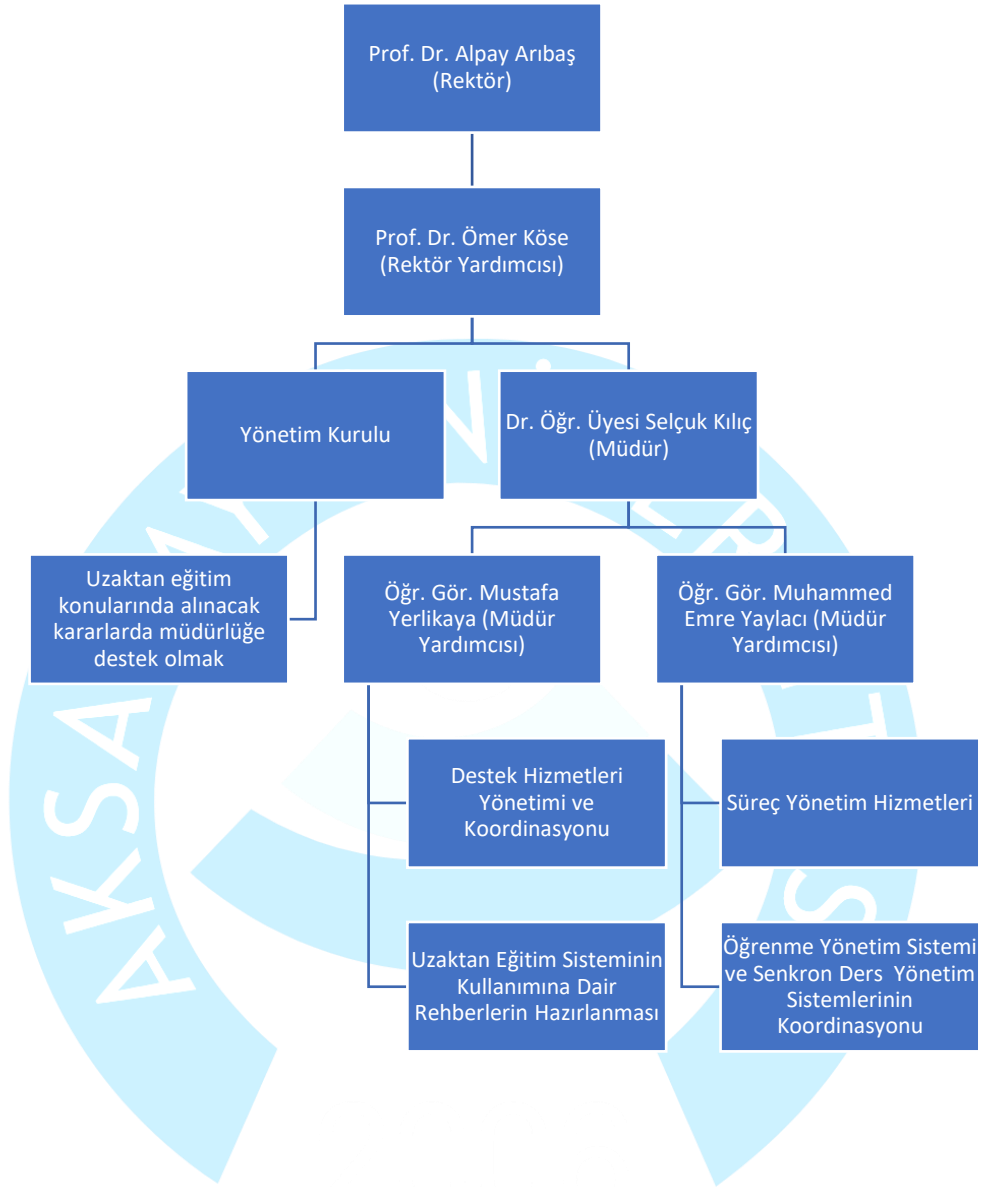 Prof. Dr. Alpay Arıbaş
(Rektör)
Prof. Dr. Ömer Köse
(Rektör Yardımcısı)
Yönetim Kurulu
Dr. Öğr. Üyesi Selçuk Kılıç
(Müdür)
Uzaktan eğitim
konularında alınacak
kararlarda müdürlüğe
destek olmak
Öğr. Gör. Mustafa
Yerlikaya (Müdür
Yardımcısı)
Öğr. Gör. Muhammed
Emre Yaylacı (Müdür
Yardımcısı)
Destek Hizmetleri
Yönetimi ve
Koordinasyonu
Süreç Yönetim Hizmetleri
Uzaktan Eğitim Sisteminin
Kullanımına Dair
Rehberlerin Hazırlanması
Öğrenme Yönetim Sistemi
ve Senkron Ders  Yönetim
Sistemlerinin
Koordinasyonu